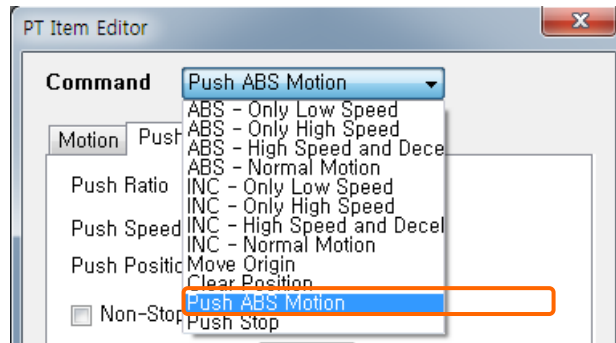 PT Item Editor
Command Push ABS Motion
ABS - Only Low Speed
ABS - Only High Speed
ABS - High Speed and Decel
ABS - Normal Motion
INC - Only Low Speed
INC - Only High Speed
INC - High Speed and Decel
INC - Normal Motion
Move Origin
Clear Position
Push ABS Motion
Push Stop
Motion Push
Push Ratio
Push Speed
Push Positio
Non-Stop